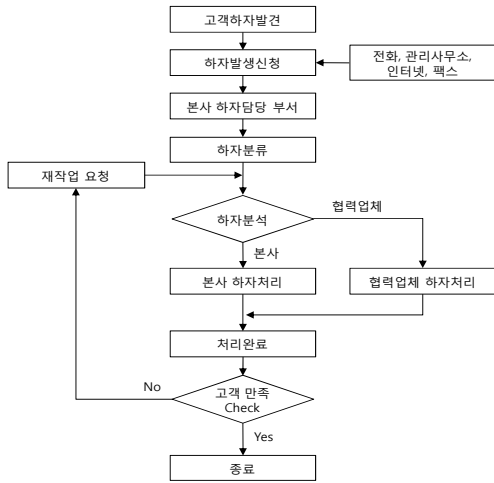 고객하자발견
하자발생신청
전화, 관리사무소,
인터넷, 팩스
본사 하자담당 부서
하자분류
재작업 요청
하자분석
협력업체
본사
본사 하자처리
협력업체 하자처리
처리완료
No
고객 만족
Check
Yes
종료